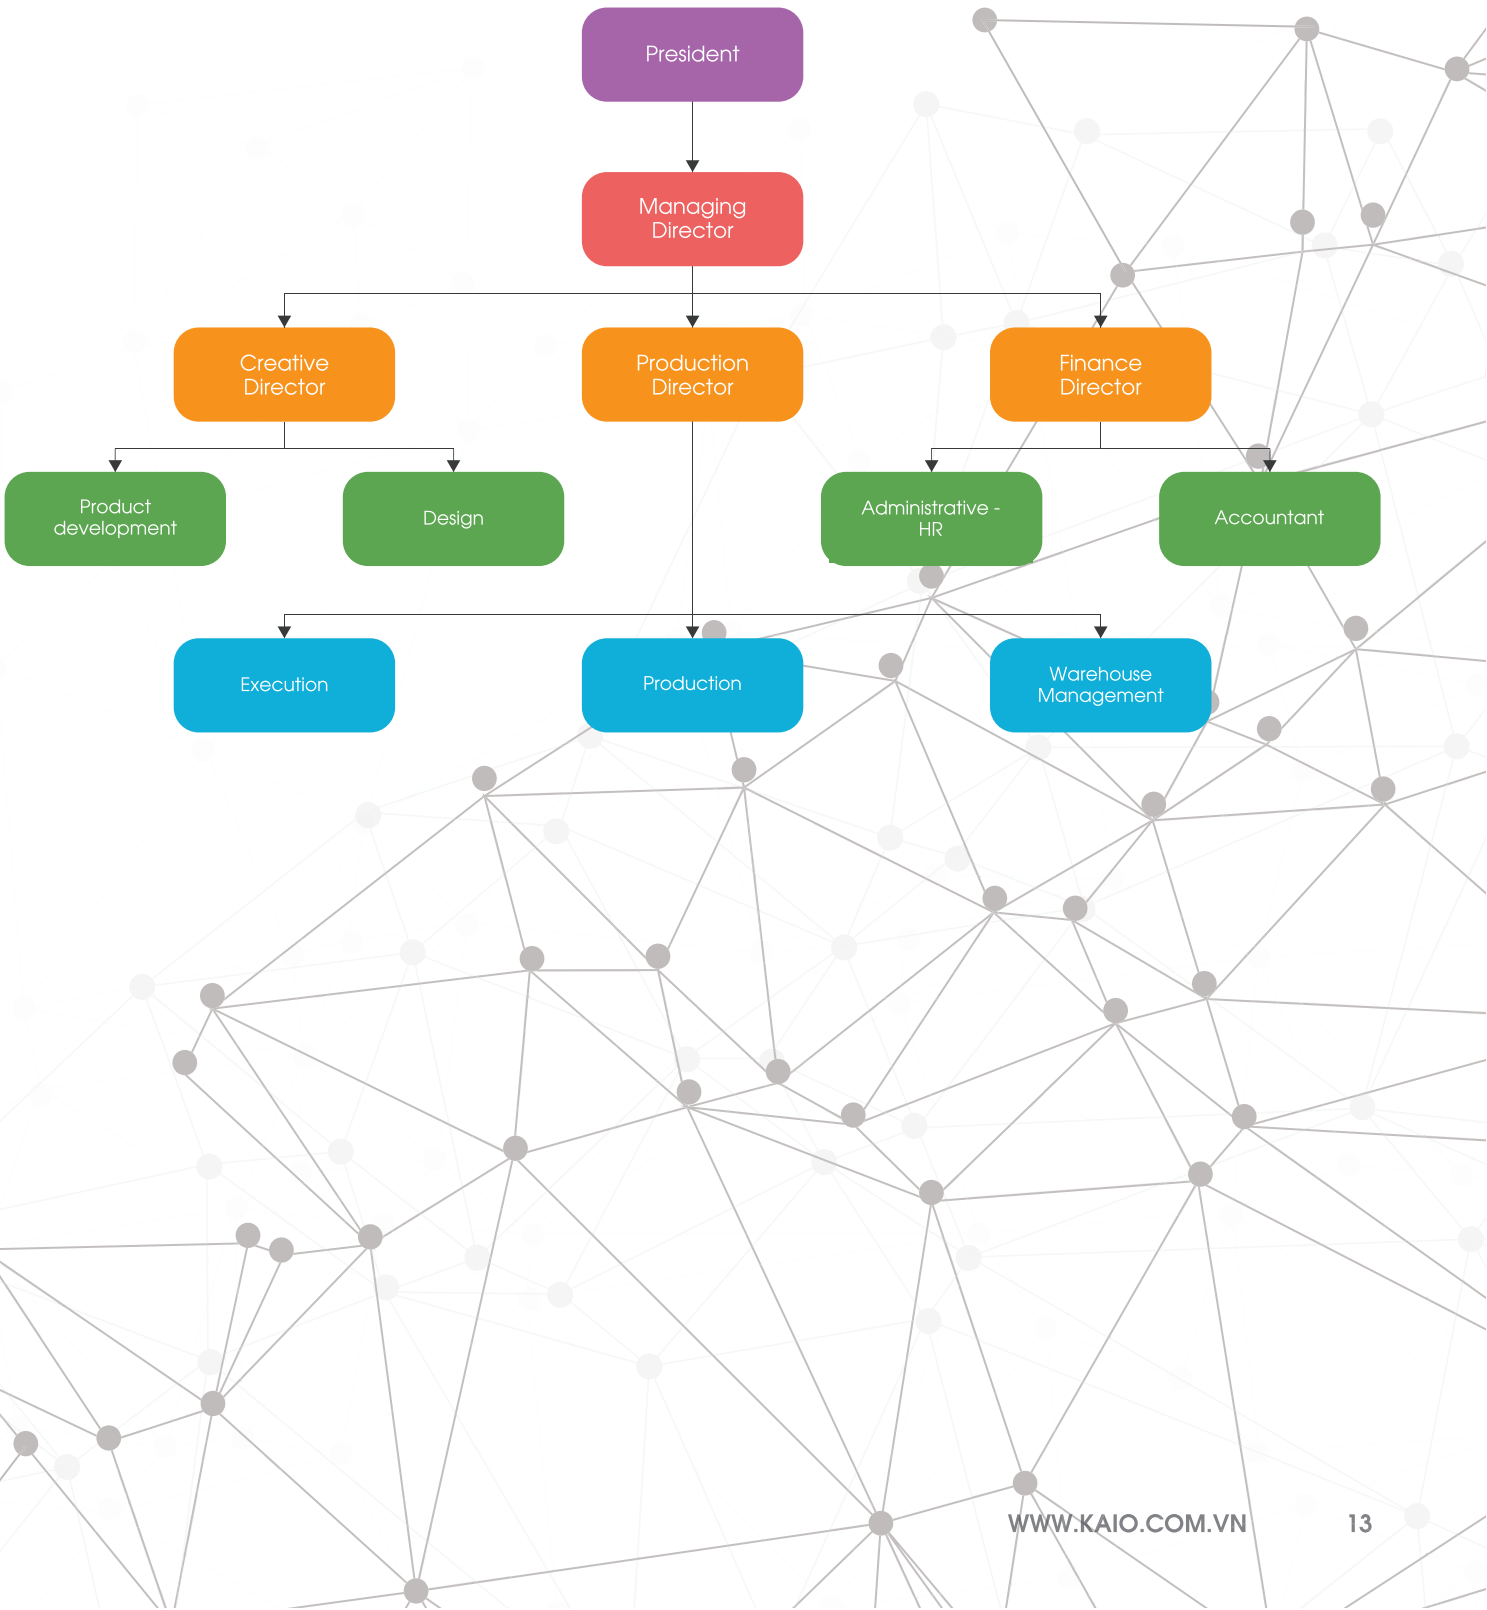 President
Managing
Director
Creative
Director
Production
Director
Finance
Director
Product
development
Design
Administrative -
HR
Accountant
Execution
Production
Warehouse
Management
WWW.KAIO.COM.VN
13